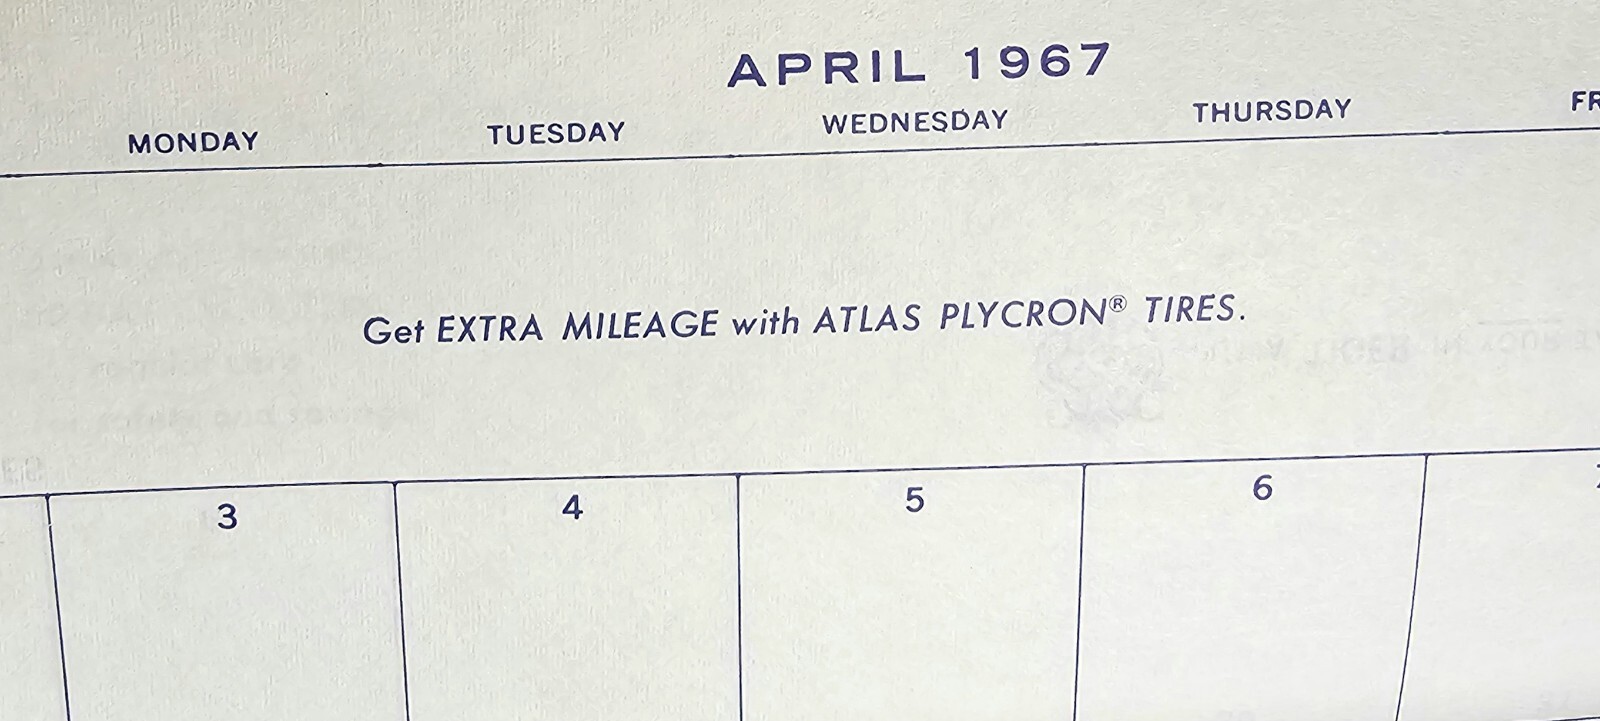 APRIL 1967
MONDAY TUESDAY WEDNESDAY THURSDAY
Get EXTRA MILEAGE with ATLAS PLYCRON® TIRES.
3 4 5 6